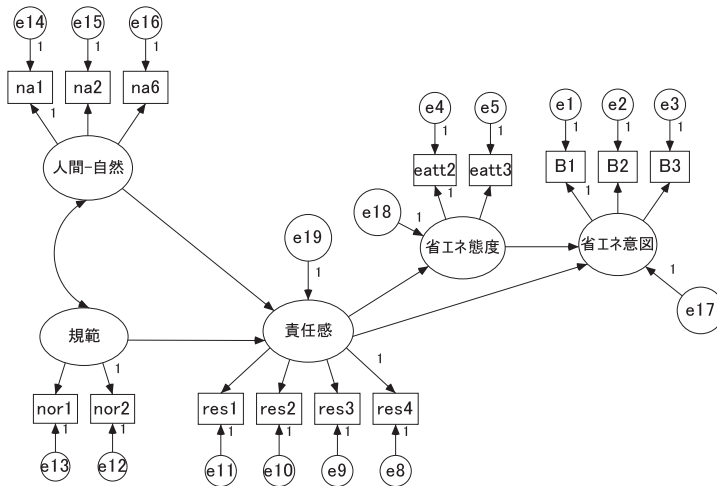 e14 e15 e16
1 1 1
na1 na2 na6
1
人間-自然
e4 e5
1 1
eatt2 eatt3
1
e1 e2 e3
1 1 1
B1 B2 B3
1
e18
1
省エネ態度
省エネ意図
e19
1
1
e17
規範
1
責任感
1
nor1 nor2
1 1
e13 e12
res1 res2 res3 res4
1 1 1 1
e11 e10 e9 e8